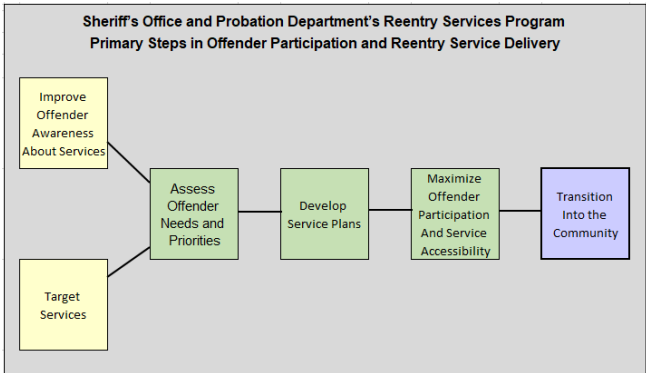 Sheriff’s Office and Probation Department’s Reentry Services Program
Primary Steps in Offender Participation and Reentry Service Delivery
Improve
Offender
Awareness
About Services
Target
Services
Assess
Offender
Needs and
Priorities
Develop
Service Plans
Maximize
Offender
Participation
And Service
Accessibility
Transition
Into the
Community